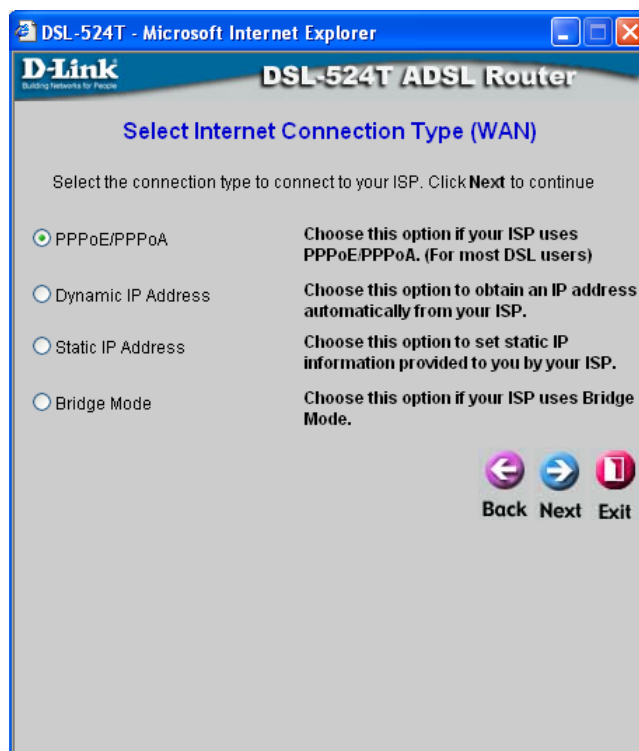 DSL-524T - Microsoft Internet Explorer
D-Link
Building Networks for People
DSL-524T ADSL Router
Select Internet Connection Type (WAN)
Select the connection type to connect to your ISP. Click Next to continue
PPPoE/PPPoA
Choose this option if your ISP uses
PPPoE/PPPoA. (For most DSL users)
Dynamic IP Address
Choose this option to obtain an IP address
automatically from your ISP.
Static IP Address
Choose this option to set static IP
information provided to you by your ISP.
Bridge Mode
Choose this option if your ISP uses Bridge
Mode.
Back Next Exit